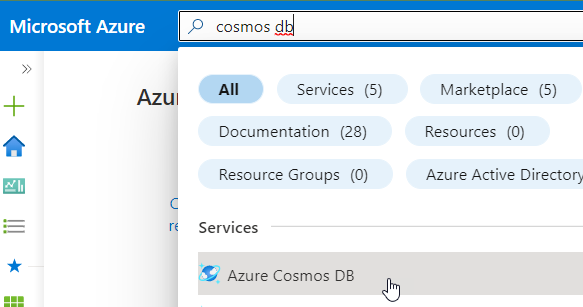 Microsoft Azure
cosmos db
All
Services (5)
Marketplace (5)
Documentation (28)
Resources (0)
Resource Groups (0)
Azure Active Directory
Services
Azure Cosmos DB